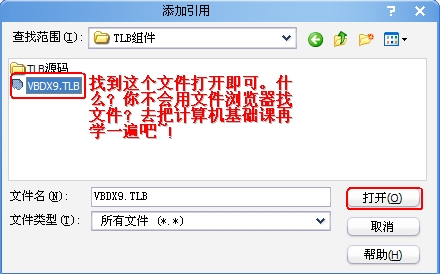 添加引用
查找范围(I):
TLB组件
TLB源码
VBDX9.TLB
找到这个文件打开即可。什
么？你不会用文件浏览器找
文件？去把计算机基础课再
学一遍吧~!
文件名(N):
VBDX9.TLB
打开(O)
文件类型(T):
所有文件 (*.*)
取消
帮助(H)